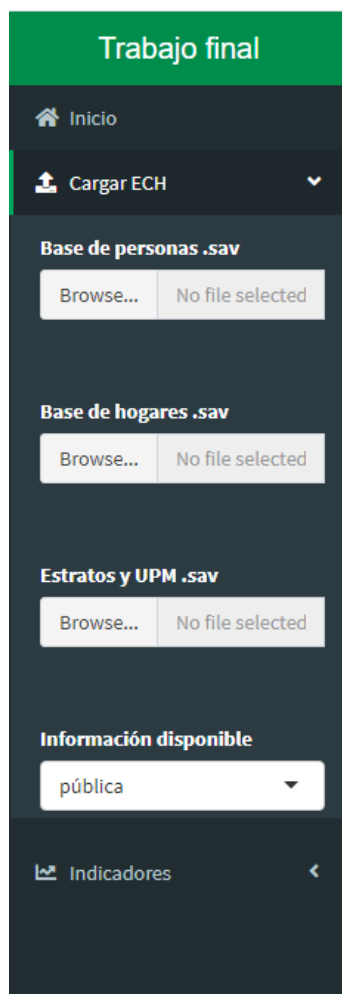 Trabajo final
Inicio
Cargar ECH
Base de personas .sav
Browse... No file selected
Base de hogares .sav
Browse... No file selected
Estratos y UPM .sav
Browse... No file selected
Información disponible
pública
Indicadores